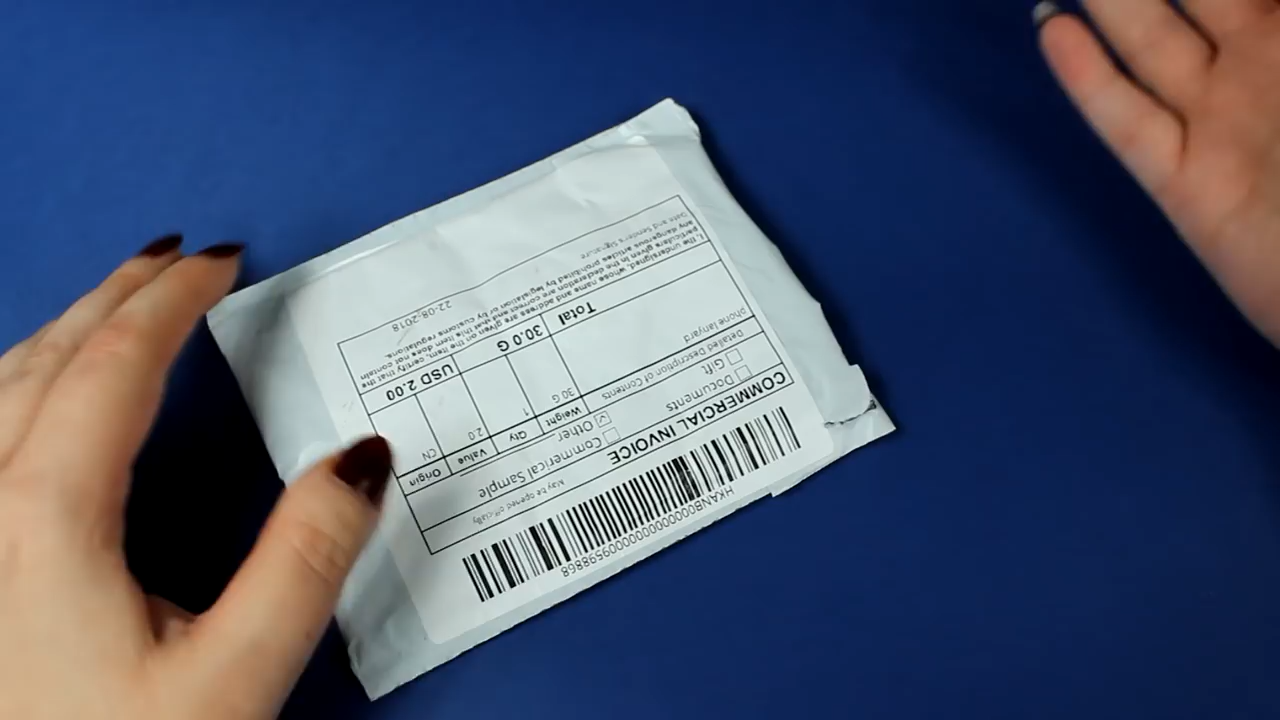 HKANB0000000000009598868
COMMERCIAL INVOICE
May be opened officially
Documents
Commerical Sample
Gift
Other
Detailed Description of Contents
Weight
Qty
Value
Origin
phone lanyard
30 G
1
2.0
CN
Total
30.0 G
USD 2.00
I, the undersigned, whose name and address are given on the item, certify that the
particulars given in the declaration are correct and that this item does not contain
any dangerous articles prohibited by legislation or by customs regulations.
Date and Senders Signature
22-08-2018